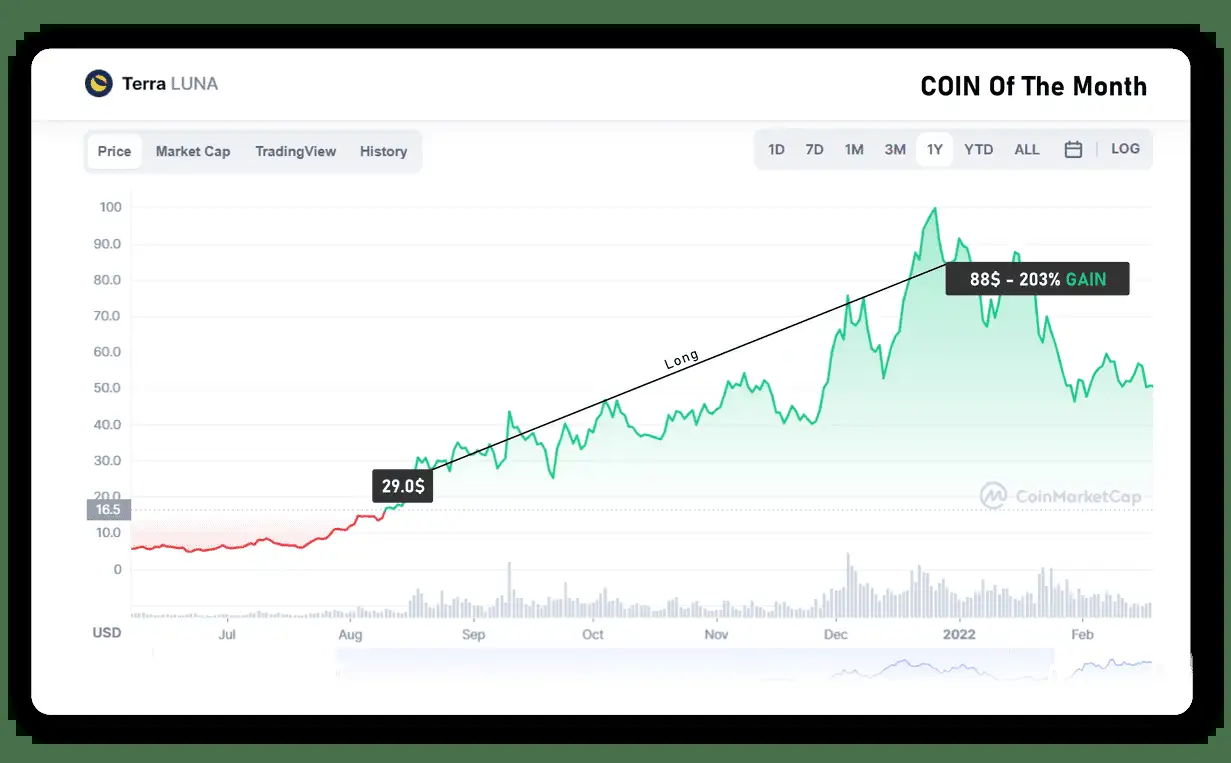 Terra LUNA
COIN Of The Month
Price Market Cap TradingView History
1D 7D 1M 3M 1Y YTD ALL LOG
100
90.0
80.0
88$ - 203% GAIN
70.0
60.0
Long
50.0
40.0
30.0
29.0$
20.0
CoinMarketCap
16.5
10.0
0
USD Jul Aug Sep Oct Nov Dec 2022 Feb